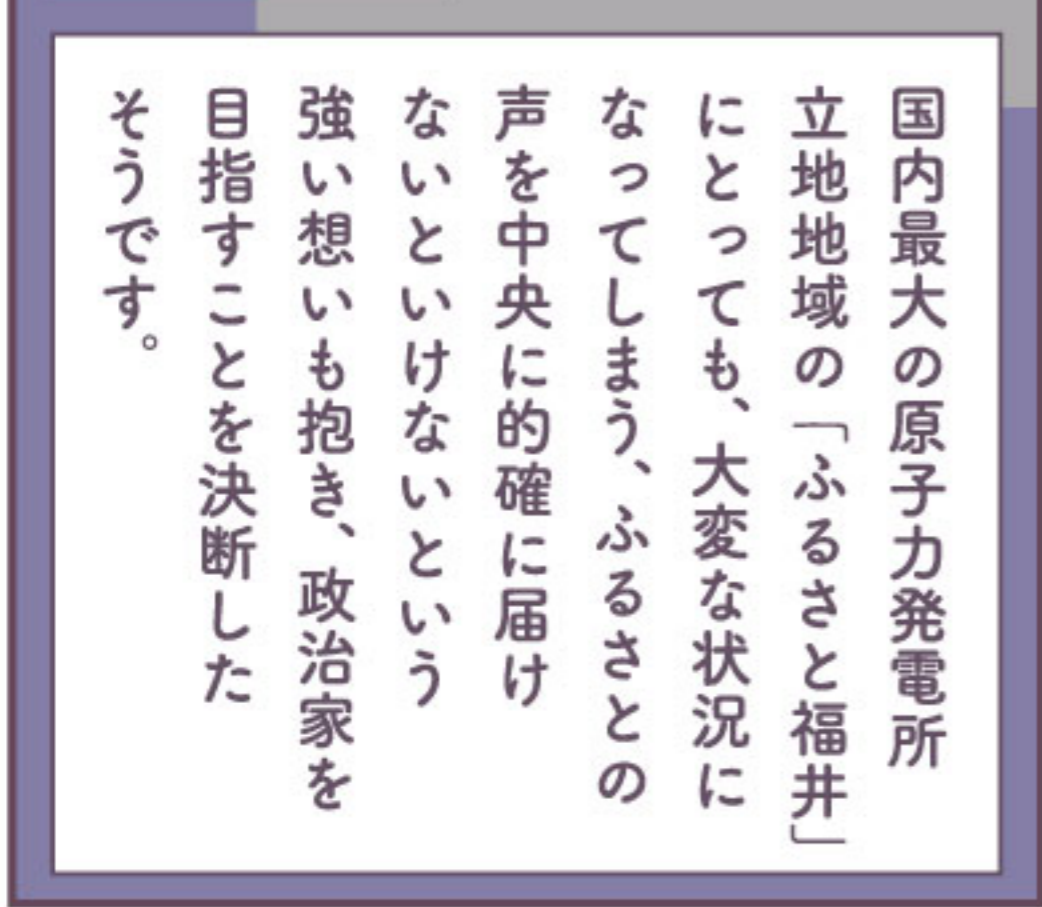 国内最大の原子力発電所
立地地域の「ふるさと福井」
にとっても、大変な状況に
なってしまう、ふるさとの
声を中央に的確に届け
ないといけないという
強い想いも抱き、政治家を
目指すことを決断した
そうです。